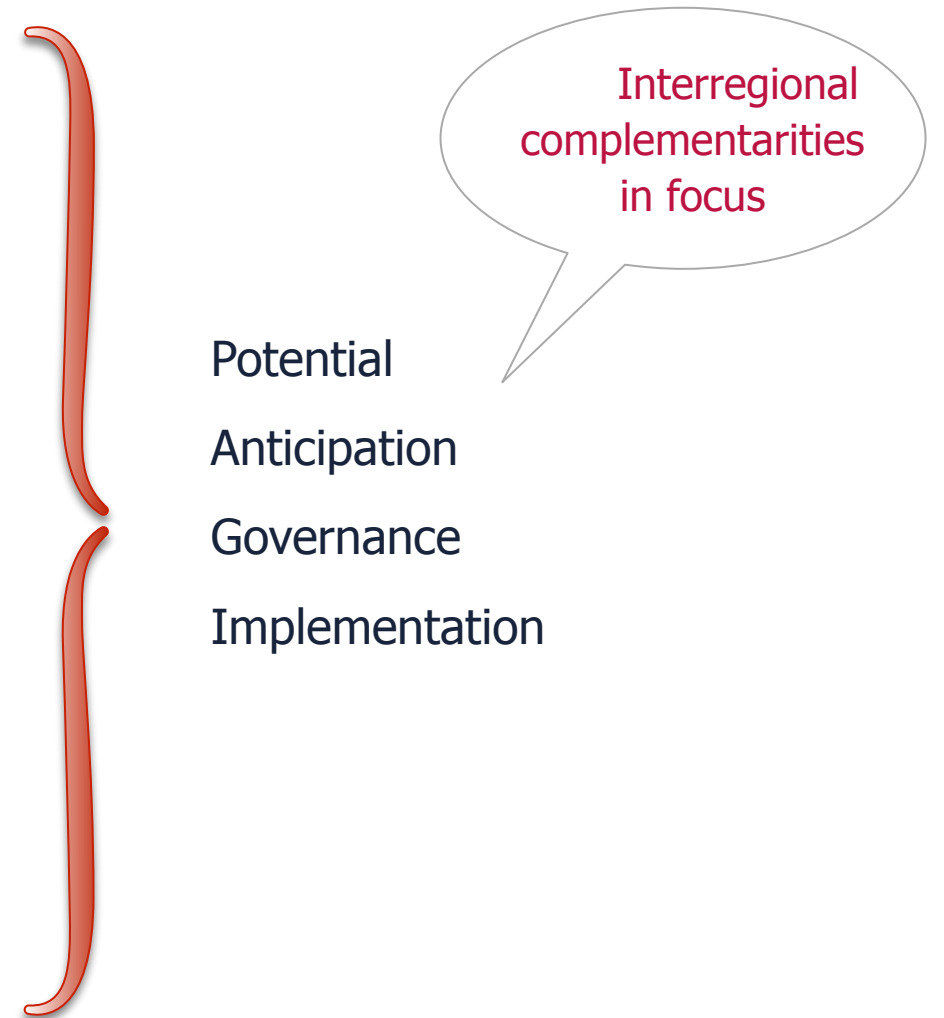 Interregional
complementarities
in focus
Potential
Anticipation
Governance
Implementation